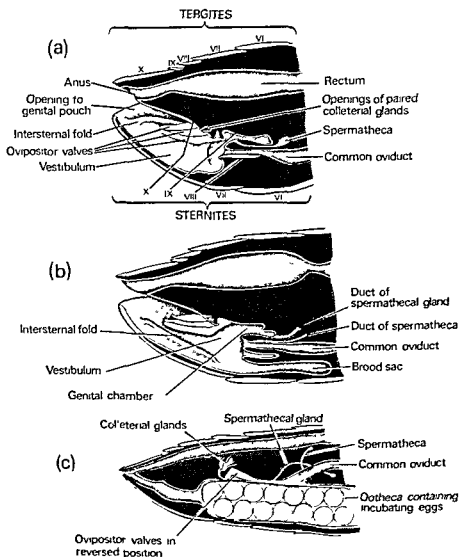 TERGITES
(a)
X
IX
VIII
VII
VI
Anus
Opening to
genital pouch
Intersternal fold
Ovipositor valves
Vestibulum
Rectum
Openings of paired
colleterial glands
Spermatheca
Common oviduct
X
IX
VIII
VII
VI
STERNITES
(b)
Intersternal fold
Vestibulum
Genital chamber
Duct of
spermathecal gland
Duct of spermatheca
Common oviduct
Brood sac
(c)
Colleterial glands
Spermathecal gland
Spermatheca
Common oviduct
Ootheca containing
incubating eggs
Ovipositor valves in
reversed position